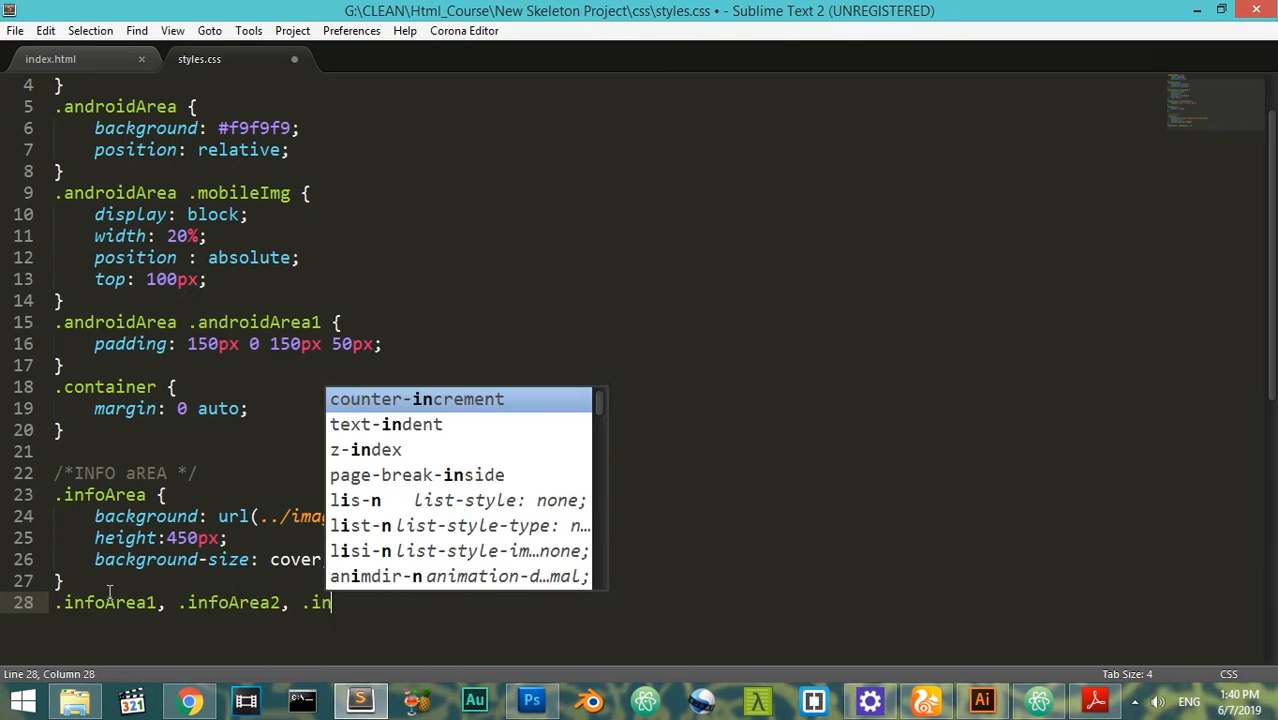 G:\CLEAN\Html_Course\New Skeleton Project\css\styles.css • - Sublime Text 2 (UNREGISTERED)
File Edit Selection Find View Goto Tools Project Preferences Help Corona Editor
index.html × styles.css
4 }
5 .androidArea {
6 background: #f9f9f9;
7 position: relative;
8 }
9 .androidArea .mobileImg {
10 display: block;
11 width: 20%;
12 position : absolute;
13 top: 100px;
14 }
15 .androidArea .androidArea1 {
16 padding: 150px 0 150px 50px;
17 }
18 .container {
19 margin: 0 auto;
20 }
21
22 /*INFO aREA */
23 .infoArea {
24 background: url(../ima
25 height:450px;
26 background-size: cover
27 }
28 .infoArea1, .infoArea2, .in
counter-increment
text-indent
z-index
page-break-inside
lis-n list-style: none;
list-n list-style-type: n...
lisi-n list-style-im...none;
animdir-n animation-d...mal;
Line 28, Column 28 Tab Size: 4 CSS
321 Au Ps Ai ENG 1:40 PM
6/7/2019